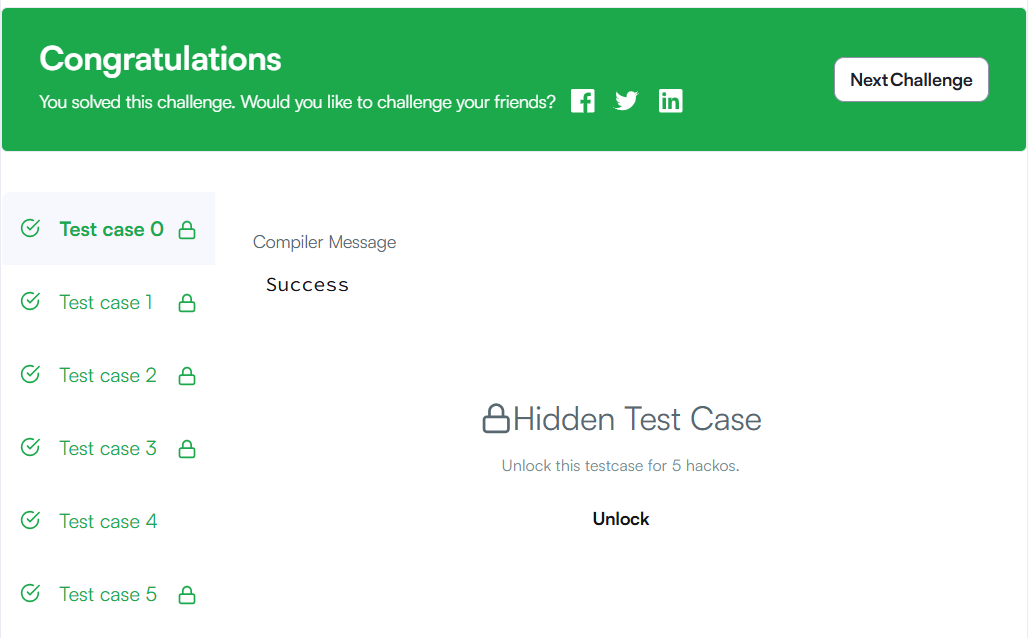 Congratulations
You solved this challenge. Would you like to challenge your friends?
Next Challenge
Test case 0
Test case 1
Test case 2
Test case 3
Test case 4
Test case 5
Compiler Message
Success
Hidden Test Case
Unlock this testcase for 5 hackos.
Unlock